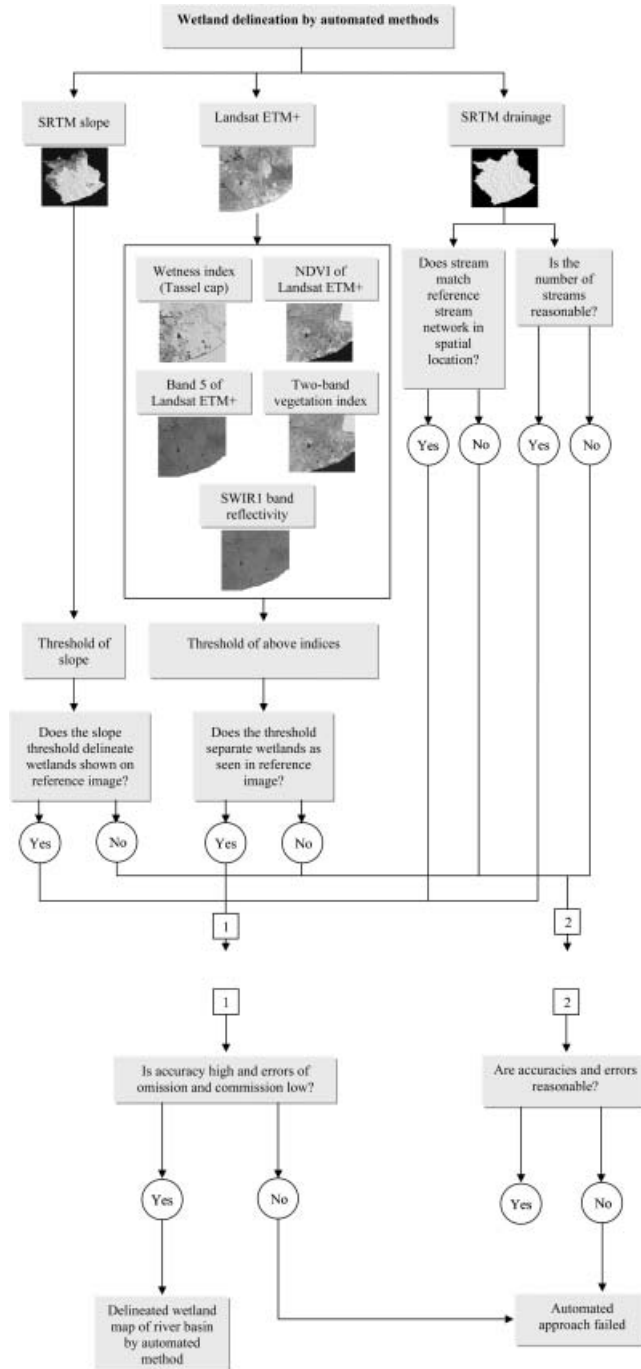 Wetland delineation by automated methods
SRTM slope
Landsat ETM+
SRTM drainage
Wetness index
(Tassel cap)
NDVI of
Landsat ETM+
Band 5 of
Landsat ETM+
Two-band
vegetation index
SWIR1 band
reflectivity
Does stream
match
reference
stream
network in
spatial
location?
Is the
number of
streams
reasonable?
Yes
No
Yes
No
Threshold of
slope
Threshold of above indices
Does the slope
threshold delineate
wetlands shown on
reference image?
Does the threshold
separate wetlands as
seen in reference
image?
Yes
No
Yes
No
1
2
1
2
Is accuracy high and errors of
omission and commission low?
Are accuracies and errors
reasonable?
Yes
No
Yes
No
Delineated wetland
map of river basin
by automated
method
Automated
approach failed